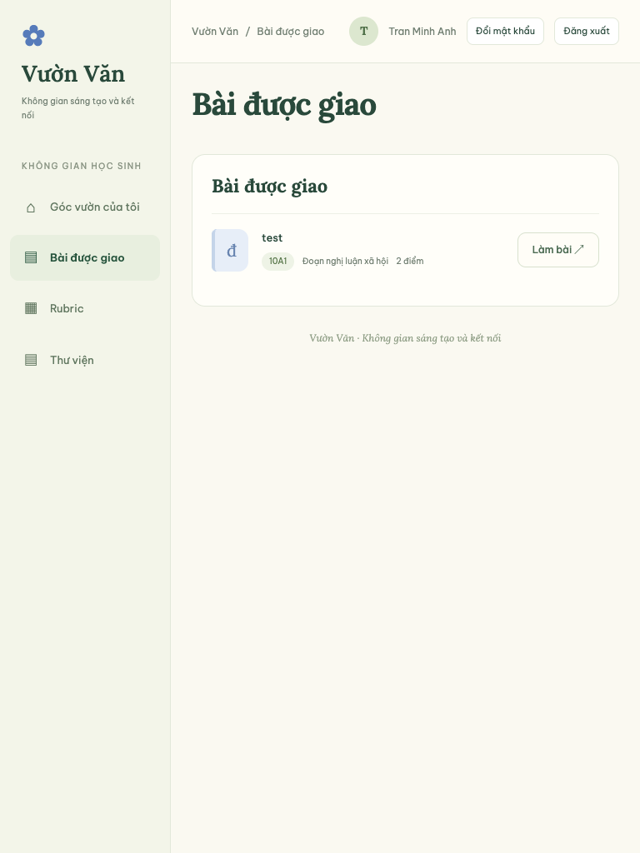 Vườn Văn
Không gian sáng tạo và kết
nối
KHÔNG GIAN HỌC SINH
Góc vườn của tôi
Bài được giao
Rubric
Thư viện
Vườn Văn / Bài được giao
T
Tran Minh Anh
Đổi mật khẩu
Đăng xuất
Bài được giao
Bài được giao
đ
test
10A1 Đoạn nghị luận xã hội 2 điểm
Làm bài ↗
Vườn Văn · Không gian sáng tạo và kết nối